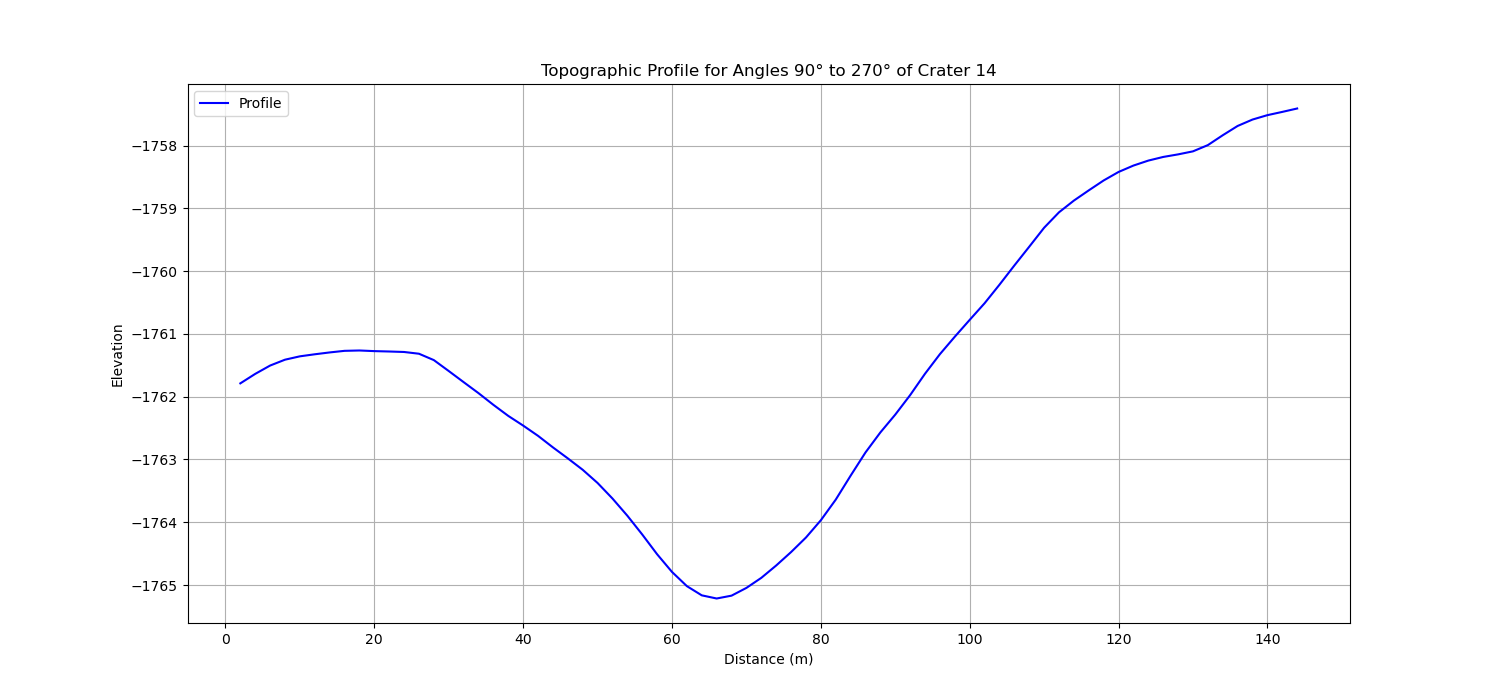 Topographic Profile for Angles 90° to 270° of Crater 14
Profile
−1758
−1759
−1760
−1761
−1762
−1763
−1764
−1765
Elevation
0 20 40 60 80 100 120 140
Distance (m)